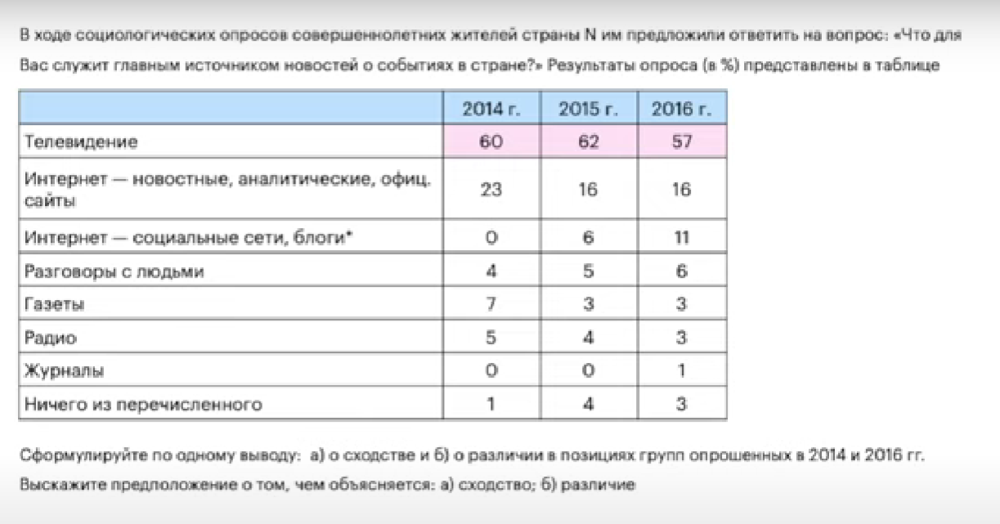 В ходе социологических опросов совершеннолетних жителей страны N им предложили ответить на вопрос: «Что для
Вас служит главным источником новостей о событиях в стране?» Результаты опроса (в %) представлены в таблице
2014 г. 2015 г. 2016 г.
Телевидение 60 62 57
Интернет — новостные, аналитические, офиц.
сайты 23 16 16
Интернет — социальные сети, блоги* 0 6 11
Разговоры с людьми 4 5 6
Газеты 7 3 3
Радио 5 4 3
Журналы 0 0 1
Ничего из перечисленного 1 4 3
Сформулируйте по одному выводу: а) о сходстве и б) о различии в позициях групп опрошенных в 2014 и 2016 гг.
Выскажите предположение о том, чем объясняется: а) сходство; б) различие